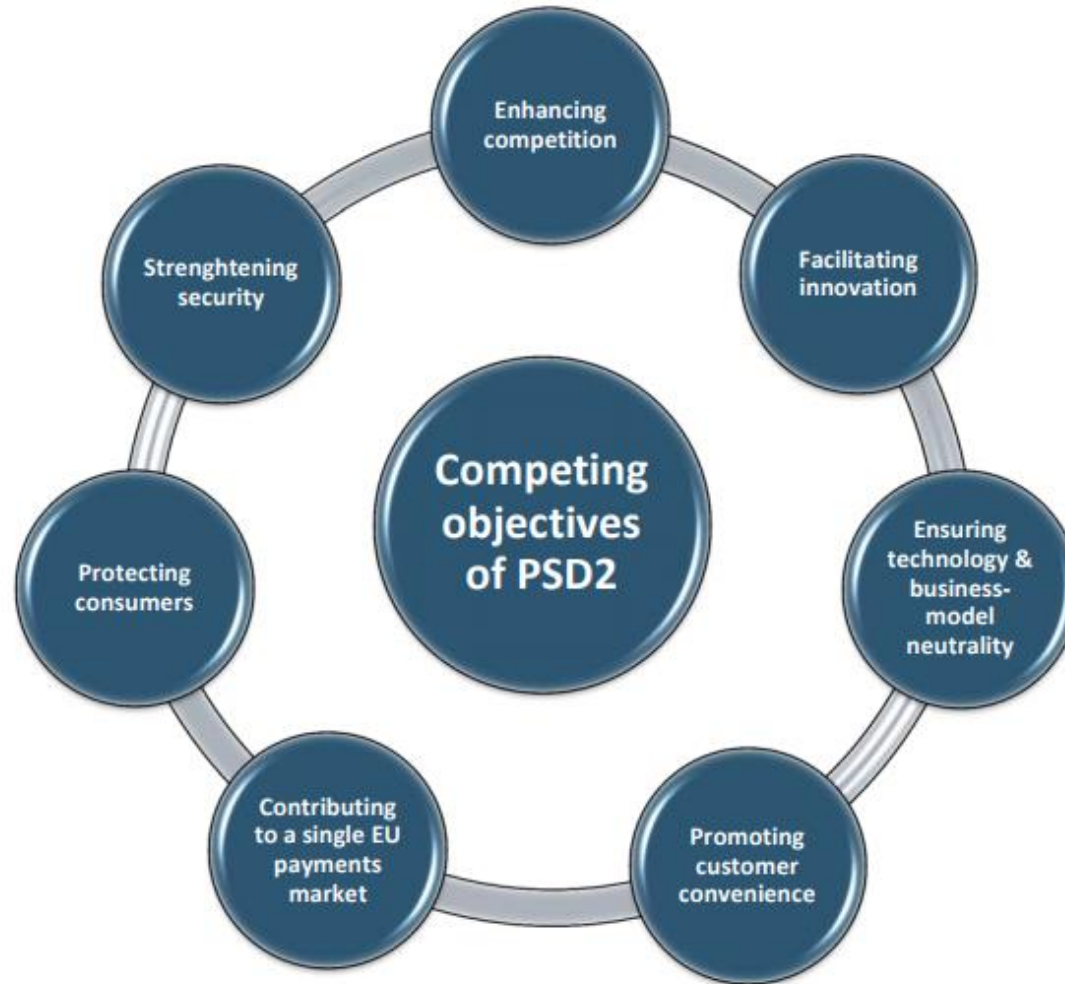 Enhancing
competition
Facilitating
innovation
Ensuring
technology &
business-
model
neutrality
Promoting
customer
convenience
Contributing
to a single EU
payments
market
Protecting
consumers
Strenghtening
security
Competing
objectives
of PSD2